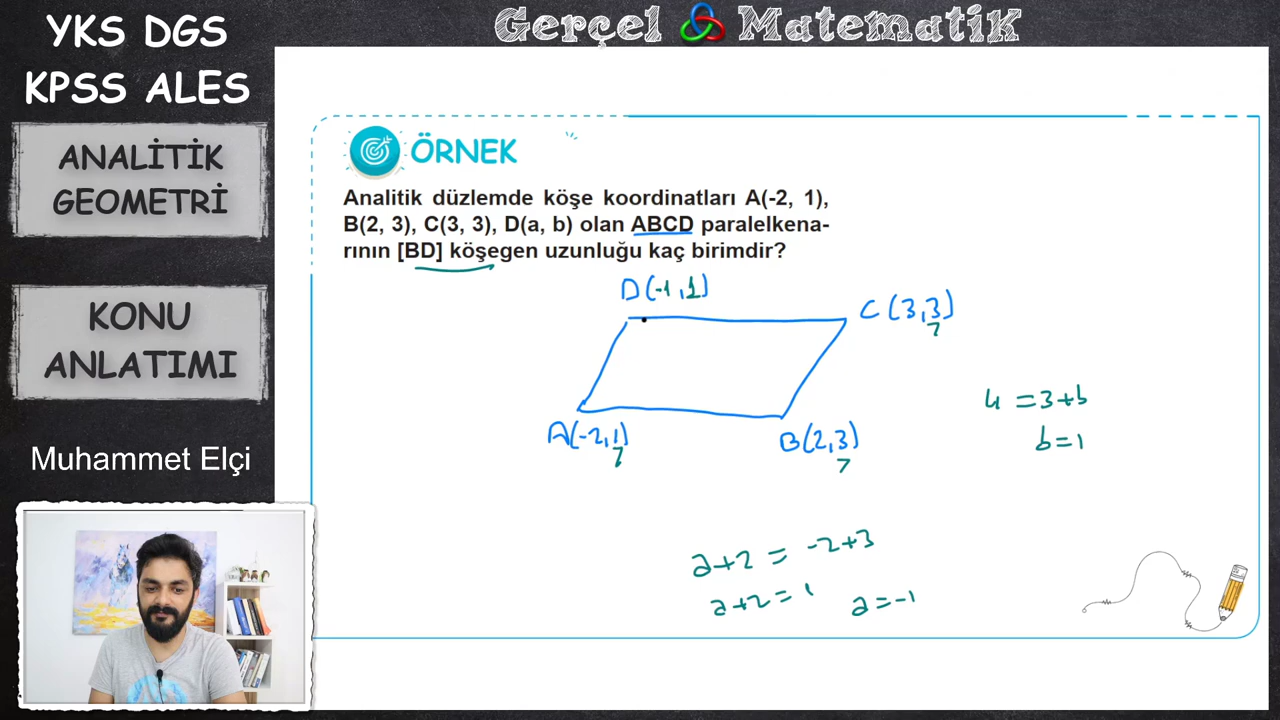 YKS DGS
KPSS ALES
ANALİTİK
GEOMETRİ
KONU
ANLATIMI
Muhammet Elçi
Gerçel Matematik
ÖRNEK
Analitik düzlemde köşe koordinatları A(-2, 1),
B(2, 3), C(3, 3), D(a, b) olan ABCD paralelkena-
rının [BD] köşegen uzunluğu kaç birimdir?
D(-1,1)
C(3,3)
A(-2,1)
B(2,3)
4 = 3+b
b=1
a+2 = -2+3
a+2=1 a=-1